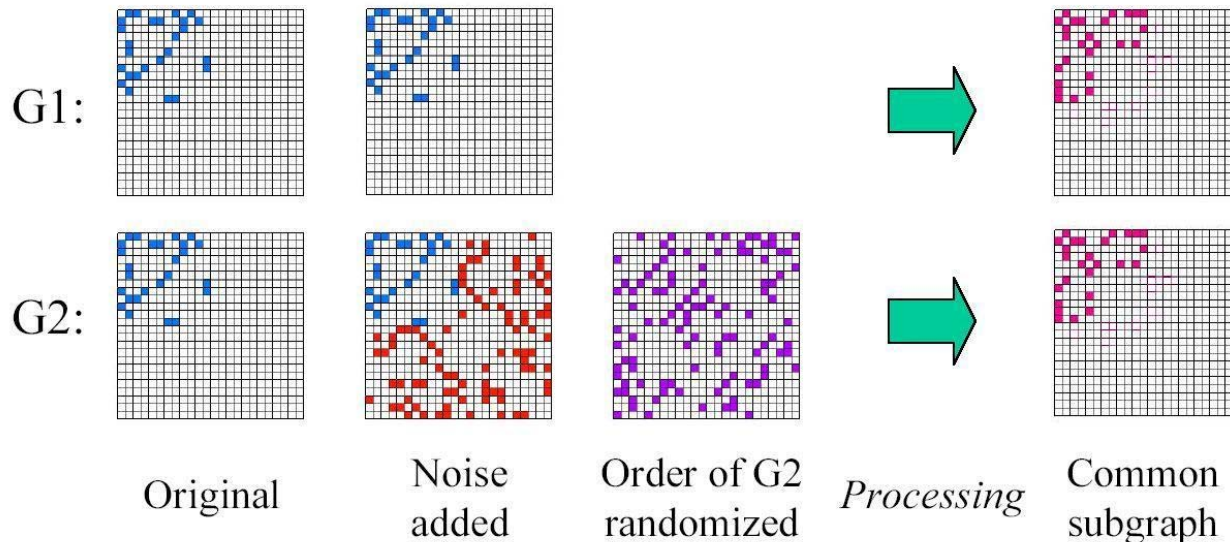 G1:
G2:
Original
Noise
added
Order of G2
randomized
Processing
Common
subgraph